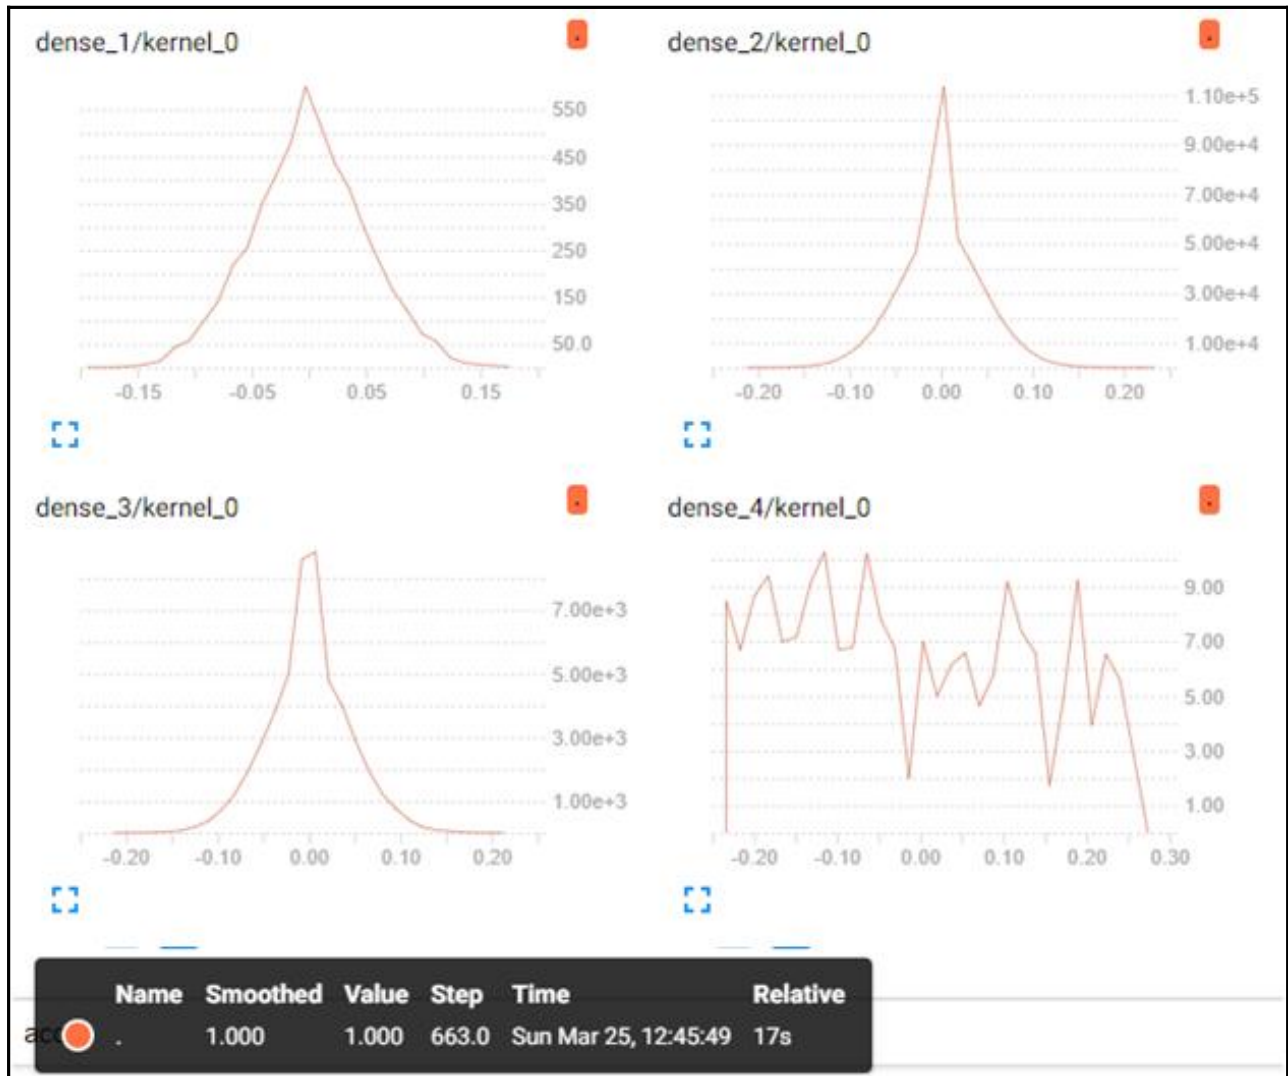 dense_1/kernel_0
dense_2/kernel_0
550
450
350
250
150
50.0
-0.15 -0.05 0.05 0.15
1.10e+5
9.00e+4
7.00e+4
5.00e+4
3.00e+4
1.00e+4
-0.20 -0.10 0.00 0.10 0.20
dense_3/kernel_0
dense_4/kernel_0
7.00e+3
5.00e+3
3.00e+3
1.00e+3
-0.20 -0.10 0.00 0.10 0.20
9.00
7.00
5.00
3.00
1.00
-0.20 -0.10 0.00 0.10 0.20 0.30
Name Smoothed Value Step Time Relative
. 1.000 1.000 663.0 Sun Mar 25, 12:45:49 17s